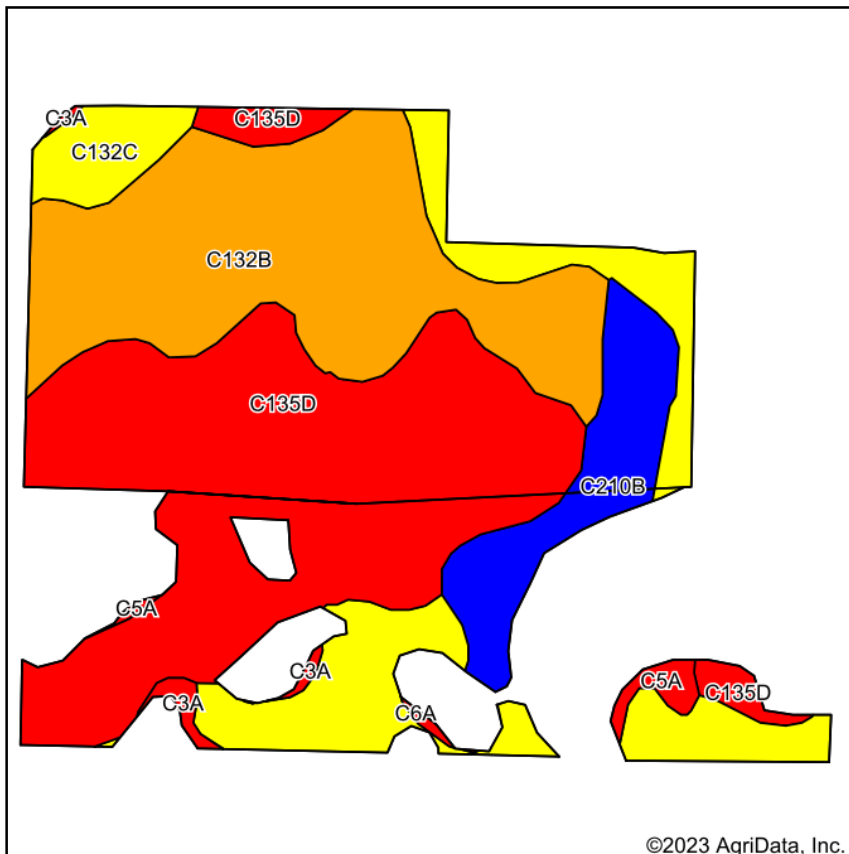 C3A
C135D
C132C
C132B
C135D
C210B
C5A
C3A
C3A
C6A
C5A
C135D
©2023 AgriData, Inc.